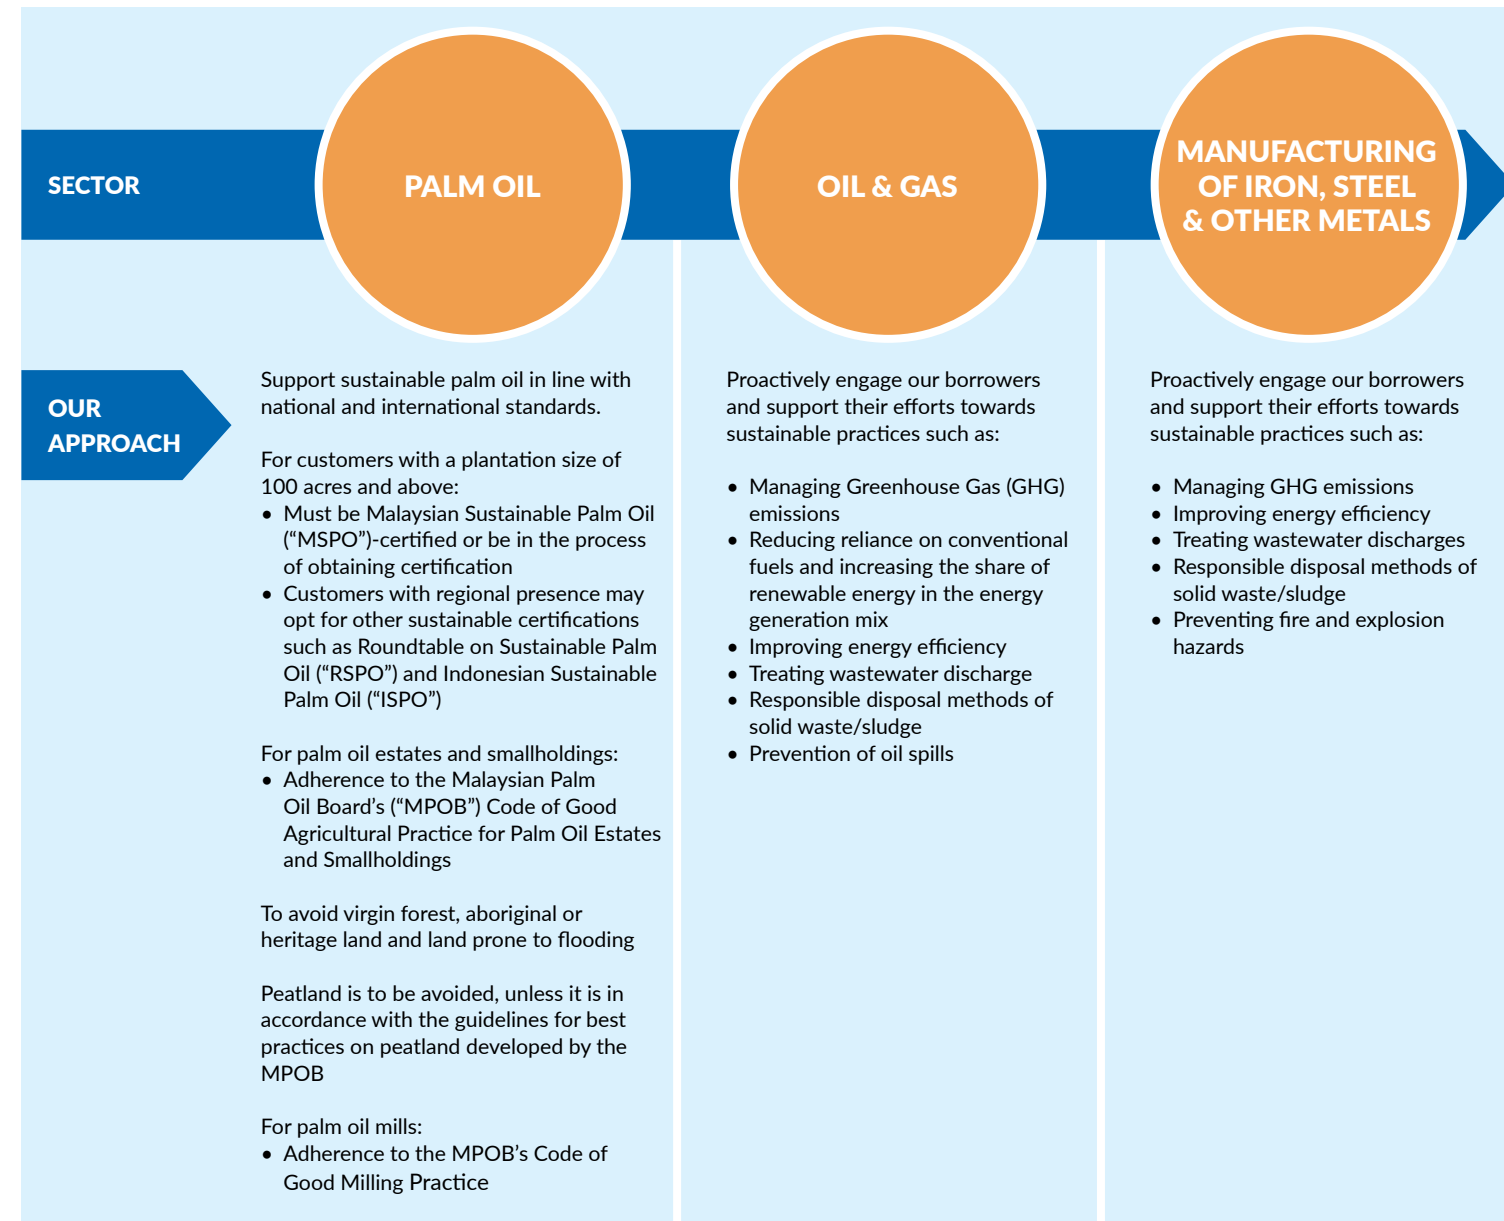 SECTOR
PALM OIL
OIL & GAS
MANUFACTURING
OF IRON, STEEL
& OTHER METALS
OUR
APPROACH
Support sustainable palm oil in line with
national and international standards.
For customers with a plantation size of
100 acres and above:
• Must be Malaysian Sustainable Palm Oil
(“MSPO”)-certified or be in the process
of obtaining certification
• Customers with regional presence may
opt for other sustainable certifications
such as Roundtable on Sustainable Palm
Oil (“RSPO”) and Indonesian Sustainable
Palm Oil (“ISPO”)
For palm oil estates and smallholdings:
• Adherence to the Malaysian Palm
Oil Board’s (“MPOB”) Code of Good
Agricultural Practice for Palm Oil Estates
and Smallholdings
To avoid virgin forest, aboriginal or
heritage land and land prone to flooding
Peatland is to be avoided, unless it is in
accordance with the guidelines for best
practices on peatland developed by the
MPOB
For palm oil mills:
• Adherence to the MPOB’s Code of
Good Milling Practice
Proactively engage our borrowers
and support their efforts towards
sustainable practices such as:
• Managing Greenhouse Gas (GHG)
emissions
• Reducing reliance on conventional
fuels and increasing the share of
renewable energy in the energy
generation mix
• Improving energy efficiency
• Treating wastewater discharge
• Responsible disposal methods of
solid waste/sludge
• Prevention of oil spills
Proactively engage our borrowers
and support their efforts towards
sustainable practices such as:
• Managing GHG emissions
• Improving energy efficiency
• Treating wastewater discharges
• Responsible disposal methods of
solid waste/sludge
• Preventing fire and explosion
hazards